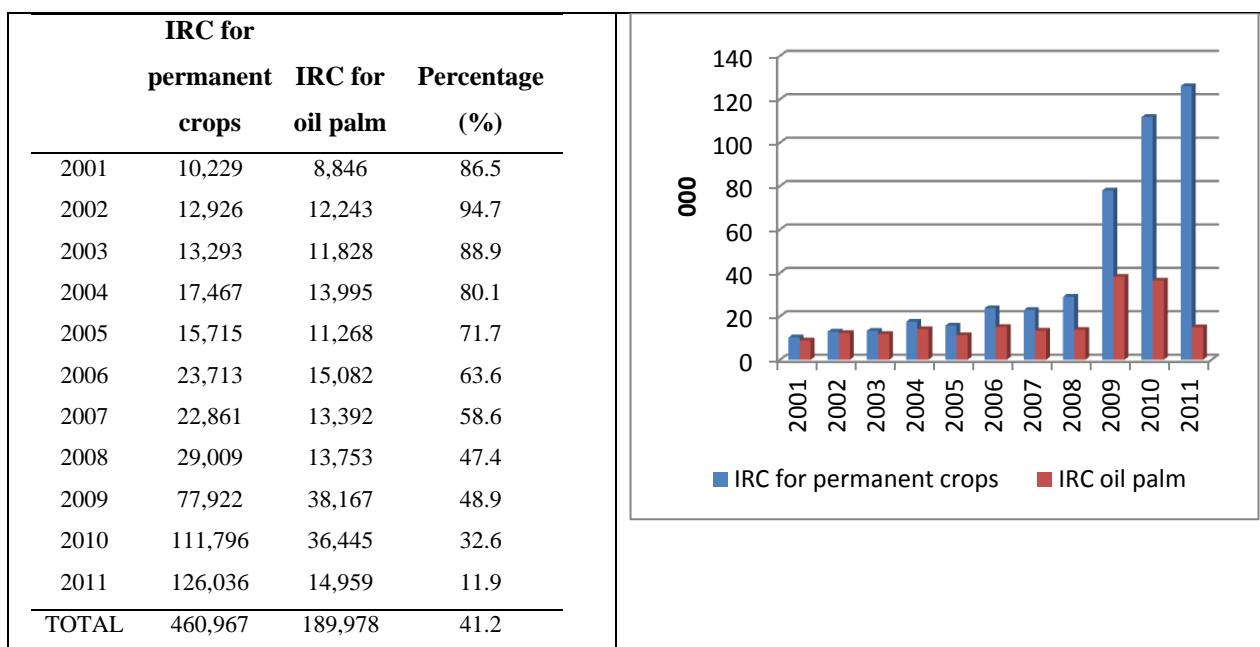 IRC for
permanent IRC for Percentage
crops oil palm (%)
2001 10,229 8,846 86.5
2002 12,926 12,243 94.7
2003 13,293 11,828 88.9
2004 17,467 13,995 80.1
2005 15,715 11,268 71.7
2006 23,713 15,082 63.6
2007 22,861 13,392 58.6
2008 29,009 13,753 47.4
2009 77,922 38,167 48.9
2010 111,796 36,445 32.6
2011 126,036 14,959 11.9
TOTAL 460,967 189,978 41.2
140
120
100
80
60
40
20
0
000
2001
2002
2003
2004
2005
2006
2007
2008
2009
2010
2011
IRC for permanent crops IRC oil palm